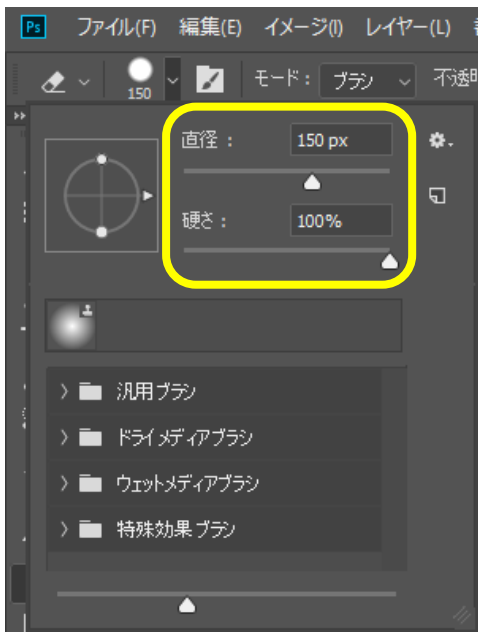 Ps ファイル(F) 編集(E) イメージ(I) レイヤー(L)
150 モード： ブラシ 不透明
直径： 150 px
硬さ： 100%
汎用ブラシ
ドライメディアブラシ
ウェットメディアブラシ
特殊効果ブラシ